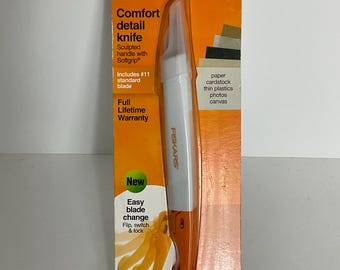 Comfort
detail
knife
Sculpted
handle with
Softgrip®
Includes #11
standard
blade
Full
Lifetime
Warranty
paper
cardstock
thin plastics
photos
canvas
FISKARS
New
Easy
blade
change
Flip, switch
& lock